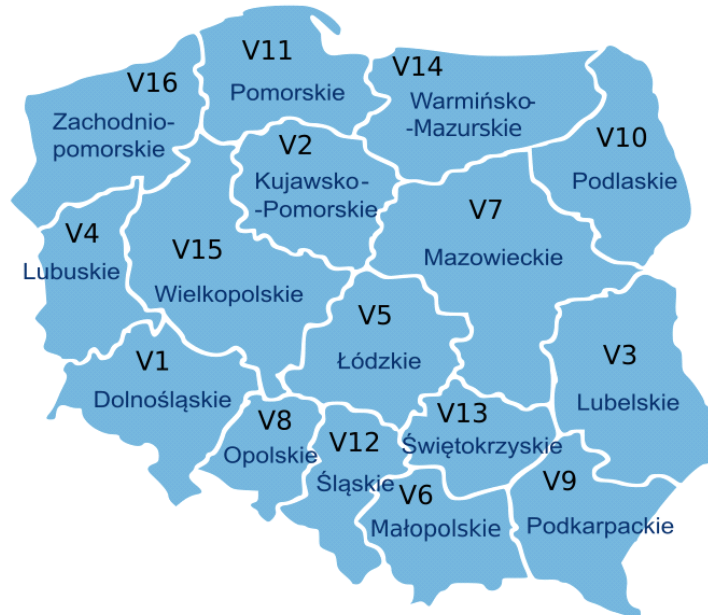 V16
Zachodnio-
pomorskie
V11
Pomorskie
V14
Warmińsko-
-Mazurskie
V10
Podlaskie
V2
Kujawsko-
-Pomorskie
V4
Lubuskie
V15
Wielkopolskie
V7
Mazowieckie
V5
Łódzkie
V1
Dolnośląskie
V8
Opolskie
V12
Śląskie
V13
Świętokrzyskie
V3
Lubelskie
V6
Małopolskie
V9
Podkarpackie